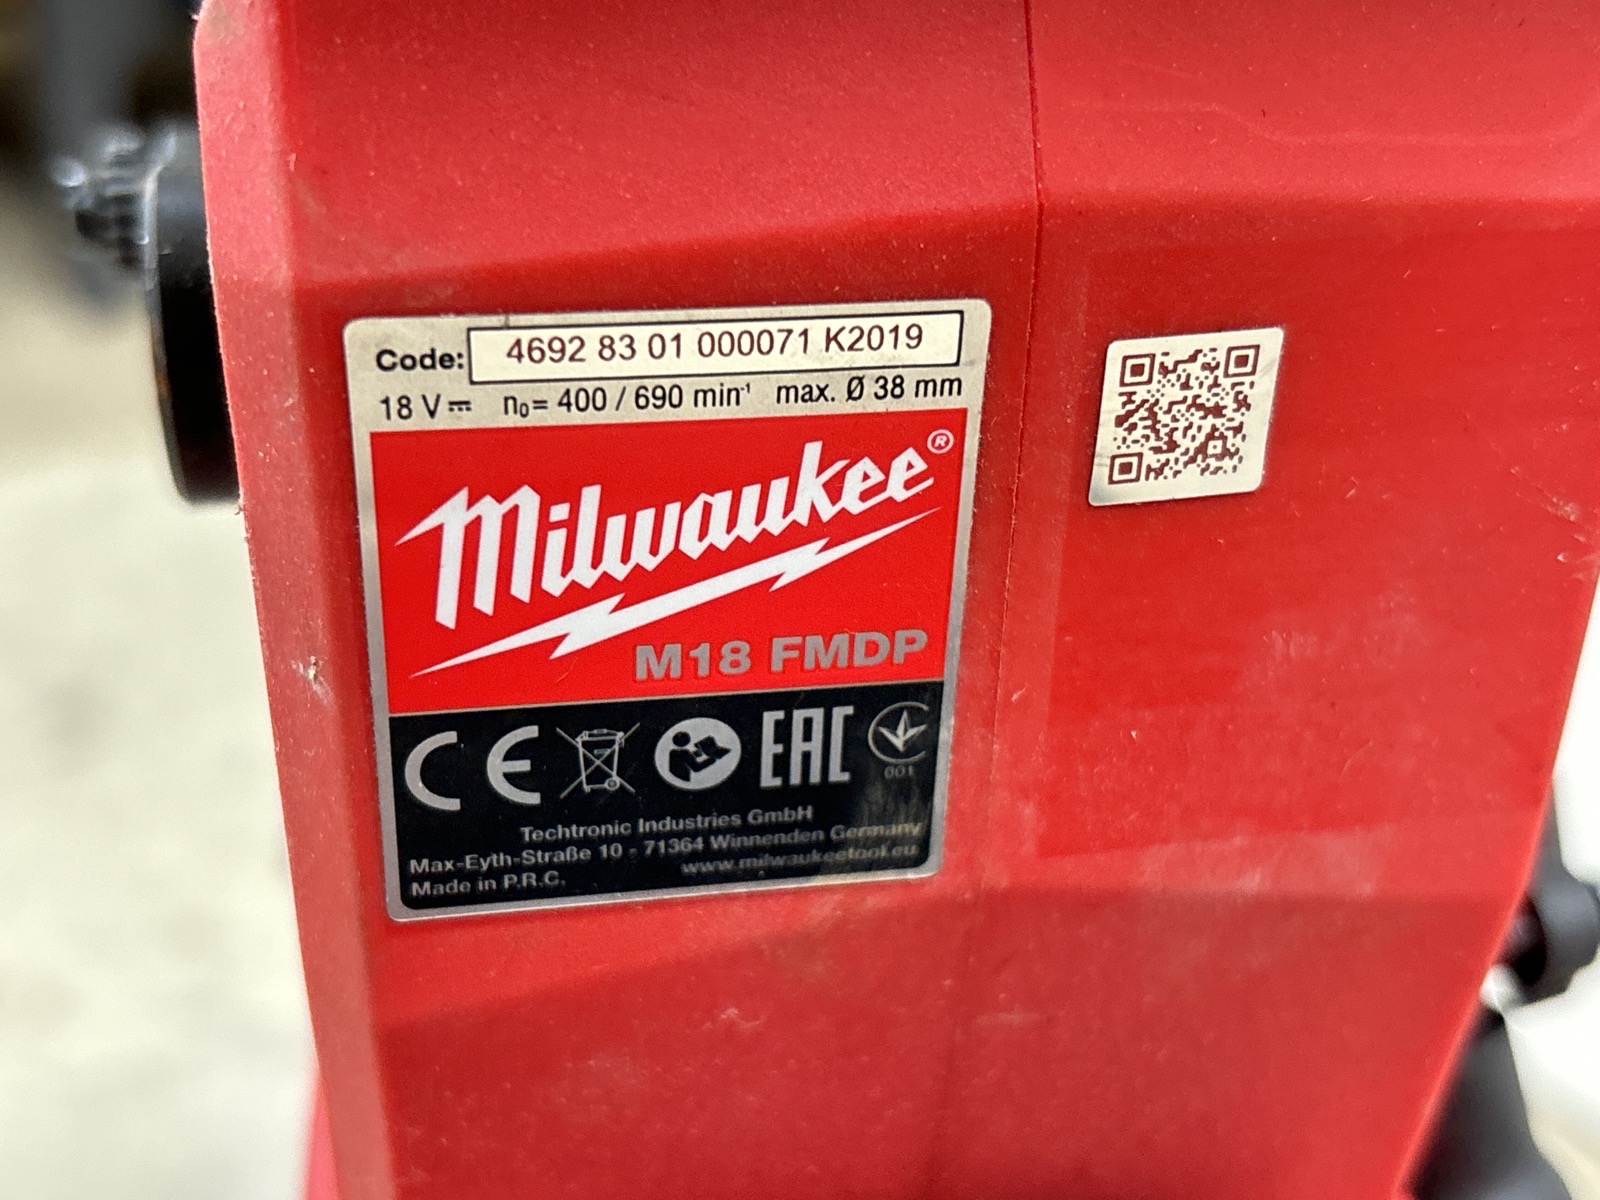 Code: 4692 83 01 000071 K2019
18 V n₀= 400 / 690 min⁻¹ max. Ø 38 mm
Milwaukee®
M18 FMDP
CE EAC
001
Techtronic Industries GmbH
Max-Eyth-Straße 10 - 71364 Winnenden Germany
www.milwaukeetool.eu
Made in P.R.C.